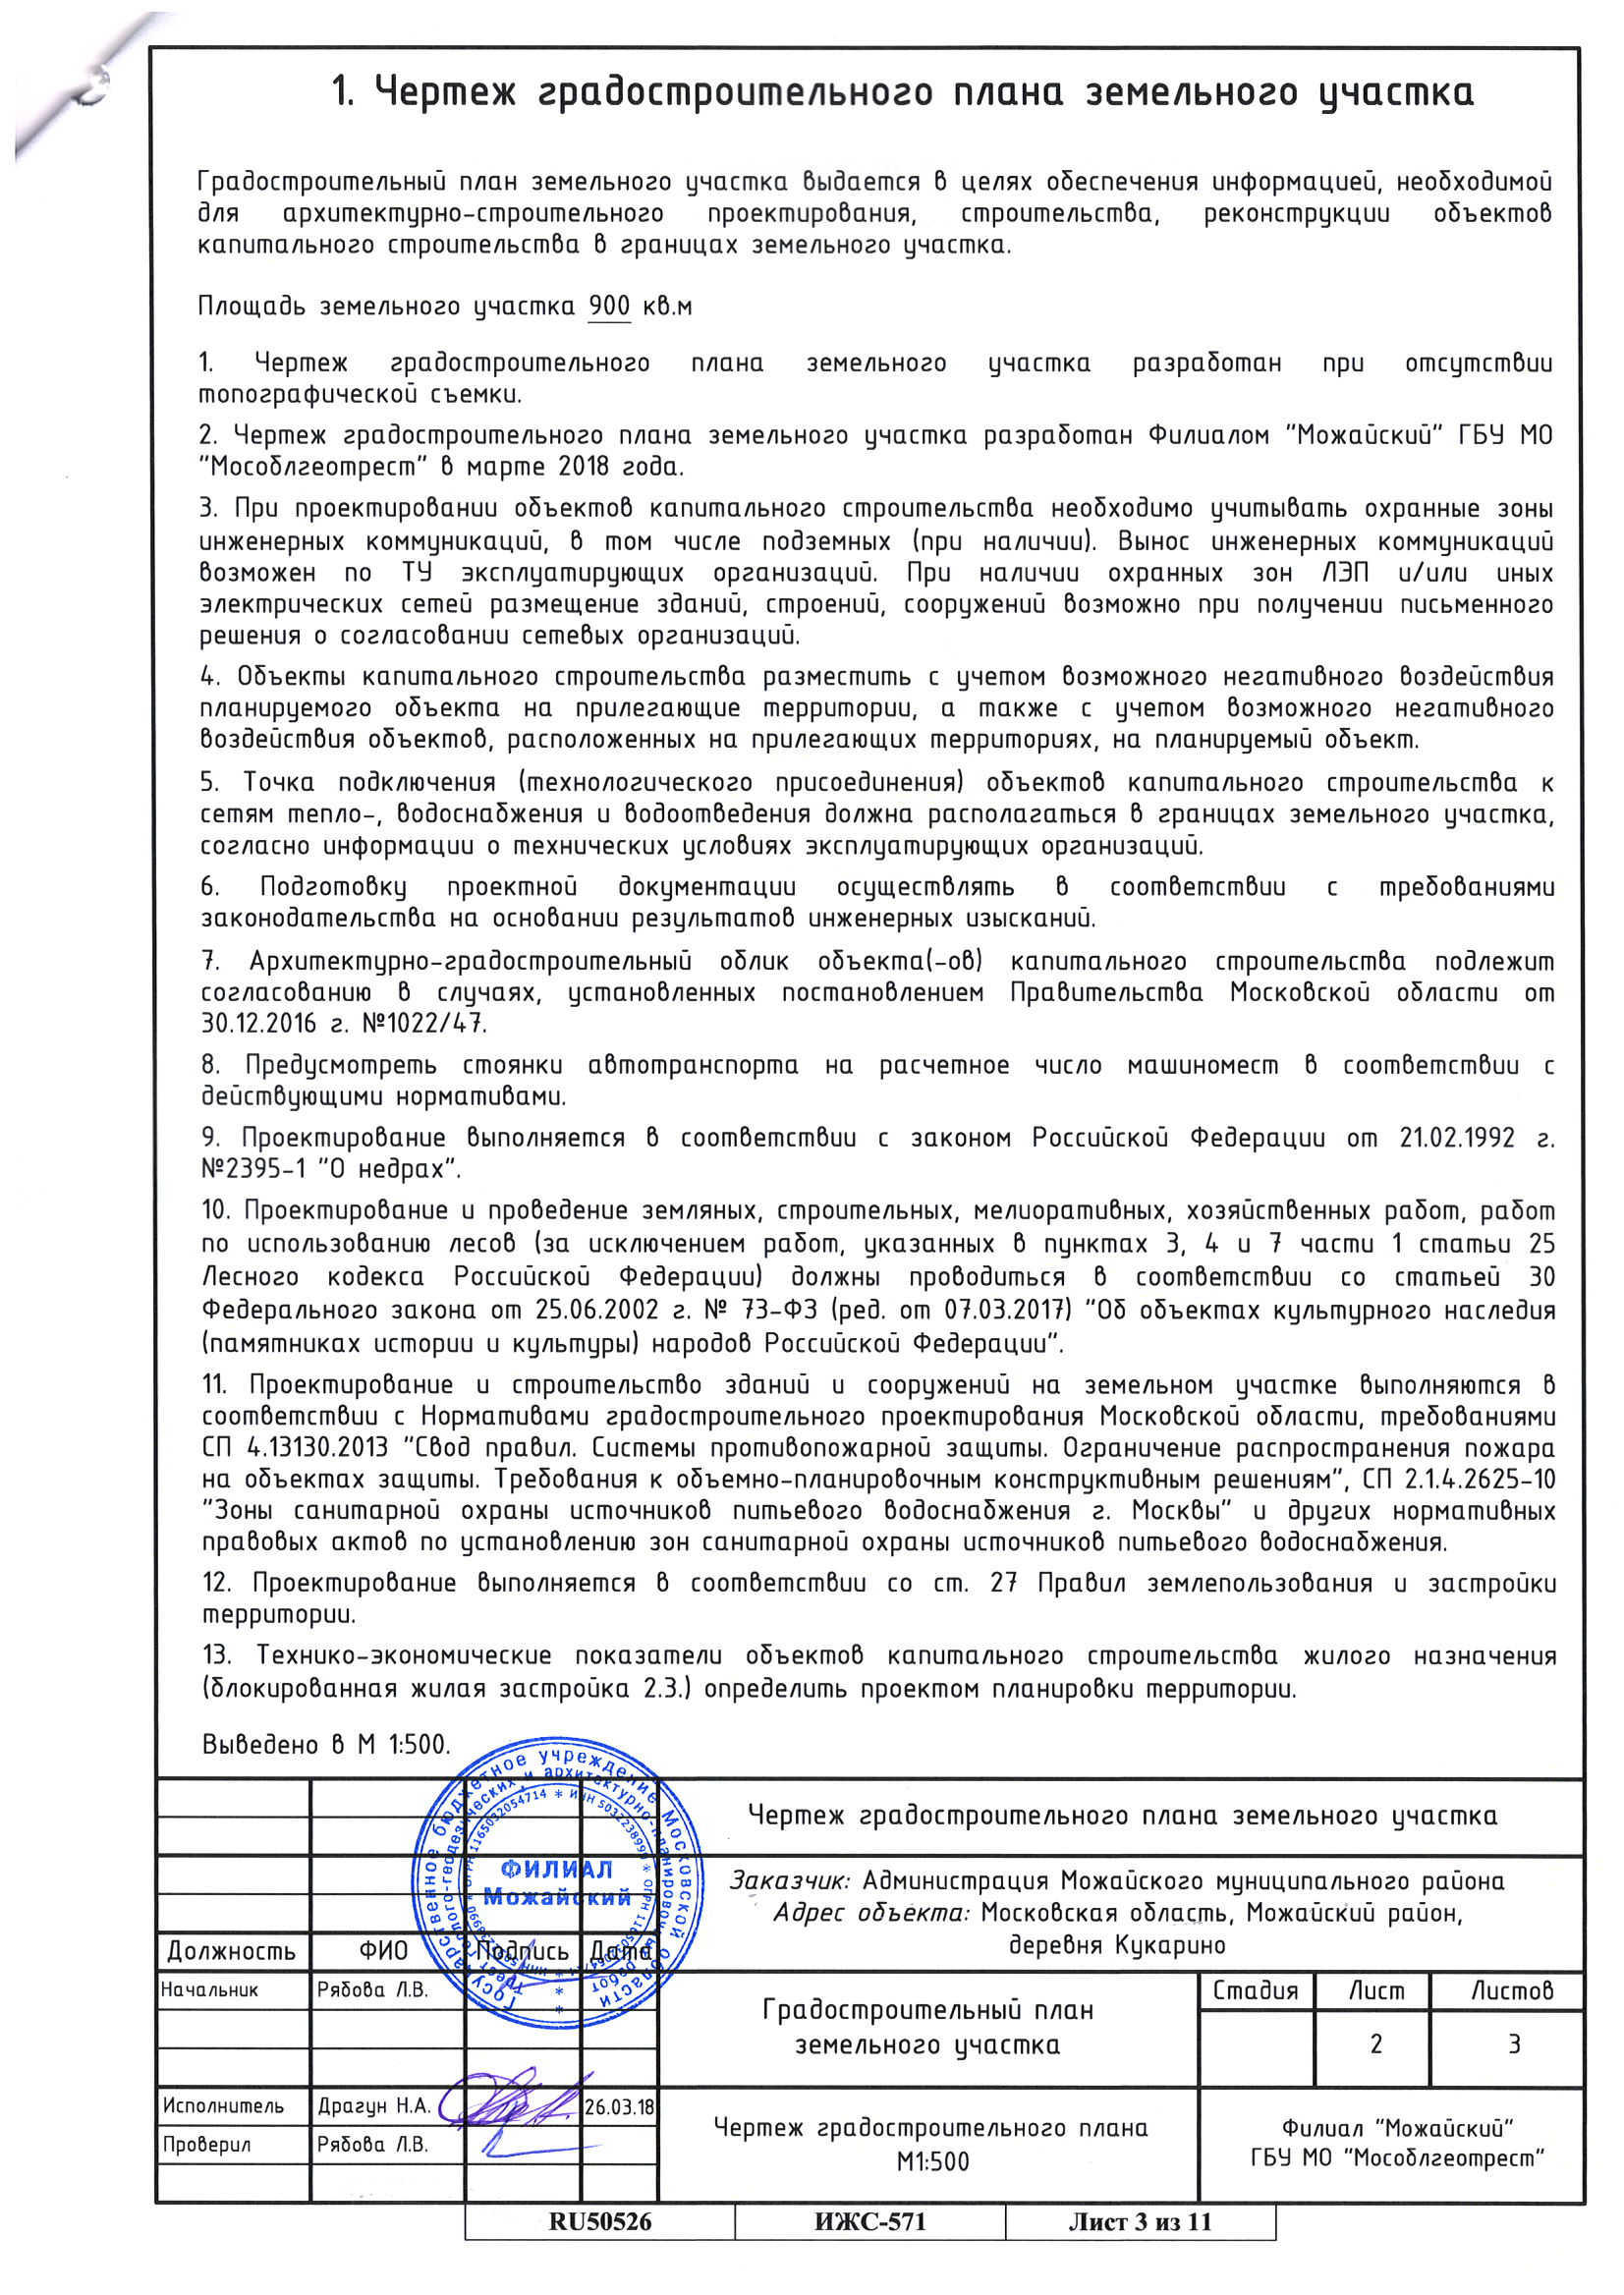 1. Чертеж градостроительного плана земельного участка
Градостроительный план земельного участка выдается в целях обеспечения информацией, необходимой
для архитектурно-строительного проектирования, строительства, реконструкции объектов
капитального строительства в границах земельного участка.
Площадь земельного участка 900 кв.м
1. Чертеж градостроительного плана земельного участка разработан при отсутствии
топографической съемки.
2. Чертеж градостроительного плана земельного участка разработан Филиалом "Можайский" ГБУ МО
"Мособлгеотрест" в марте 2018 года.
3. При проектировании объектов капитального строительства необходимо учитывать охранные зоны
инженерных коммуникаций, в том числе подземных (при наличии). Вынос инженерных коммуникаций
возможен по ТУ эксплуатирующих организаций. При наличии охранных зон ЛЭП и/или иных
электрических сетей размещение зданий, строений, сооружений возможно при получении письменного
решения о согласовании сетевых организаций.
4. Объекты капитального строительства разместить с учетом возможного негативного воздействия
планируемого объекта на прилегающие территории, а также с учетом возможного негативного
воздействия объектов, расположенных на прилегающих территориях, на планируемый объект.
5. Точка подключения (технологического присоединения) объектов капитального строительства к
сетям тепло-, водоснабжения и водоотведения должна располагаться в границах земельного участка,
согласно информации о технических условиях эксплуатирующих организаций.
6. Подготовку проектной документации осуществлять в соответствии с требованиями
законодательства на основании результатов инженерных изысканий.
7. Архитектурно-градостроительный облик объекта(-ов) капитального строительства подлежит
согласованию в случаях, установленных постановлением Правительства Московской области от
30.12.2016 г. №1022/47.
8. Предусмотреть стоянки автотранспорта на расчетное число машиномест в соответствии с
действующими нормативами.
9. Проектирование выполняется в соответствии с законом Российской Федерации от 21.02.1992 г.
№2395-1 "О недрах".
10. Проектирование и проведение земляных, строительных, мелиоративных, хозяйственных работ, работ
по использованию лесов (за исключением работ, указанных в пунктах 3, 4 и 7 части 1 статьи 25
Лесного кодекса Российской Федерации) должны проводиться в соответствии со статьей 30
Федерального закона от 25.06.2002 г. № 73-ФЗ (ред. от 07.03.2017) "Об объектах культурного наследия
(памятниках истории и культуры) народов Российской Федерации".
11. Проектирование и строительство зданий и сооружений на земельном участке выполняются в
соответствии с Нормативами градостроительного проектирования Московской области, требованиями
СП 4.13130.2013 "Свод правил. Системы противопожарной защиты. Ограничение распространения пожара
на объектах защиты. Требования к объемно-планировочным конструктивным решениям", СП 2.1.4.2625-10
"Зоны санитарной охраны источников питьевого водоснабжения г. Москвы" и других нормативных
правовых актов по установлению зон санитарной охраны источников питьевого водоснабжения.
12. Проектирование выполняется в соответствии со ст. 27 Правил землепользования и застройки
территории.
13. Технико-экономические показатели объектов капитального строительства жилого назначения
(блокированная жилая застройка 2.3.) определить проектом планировки территории.
Выведено в М 1:500.
Государственное бюджетное учреждение Московской области
трест геолого-геодезических и архитектурно-планировочных работ
ОГРН 1165032054714 * ИНН 5032238990 *
ФИЛИАЛ
Можайский
Чертеж градостроительного плана земельного участка
Заказчик: Администрация Можайского муниципального района
Адрес объекта: Московская область, Можайский район,
деревня Кукарино
Должность ФИО Подпись Дата
Начальник Рябова Л.В.
Градостроительный план
земельного участка
Стадия Лист Листов
2 3
Исполнитель Драгун Н.А. 26.03.18
Проверил Рябова Л.В.
Чертеж градостроительного плана
М1:500
Филиал "Можайский"
ГБУ МО "Мособлгеотрест"
RU50526 ИЖС-571 Лист 3 из 11